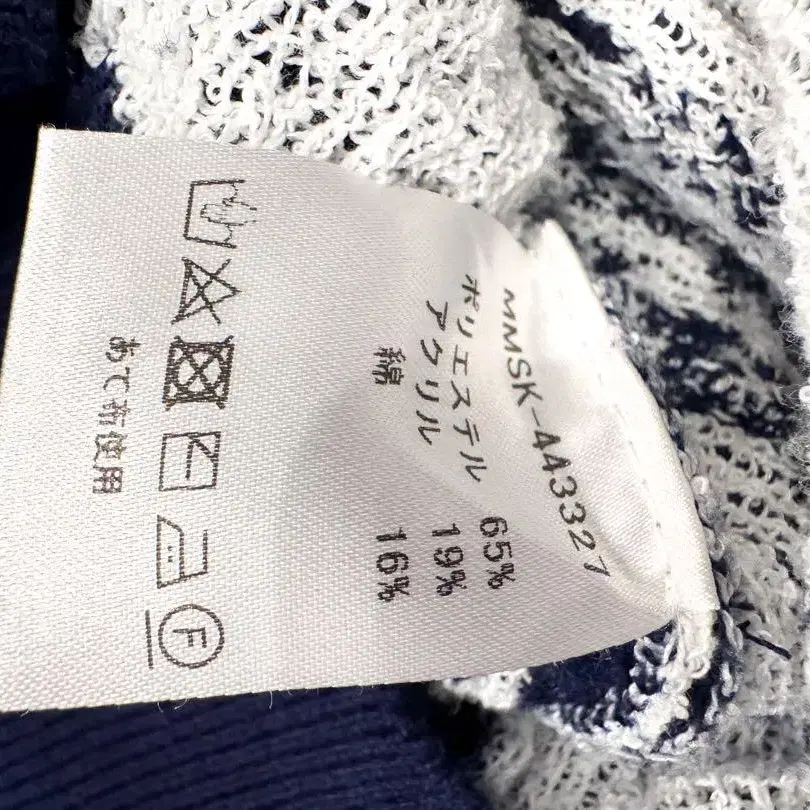 MMSK-443327
ポリエステル 65%
アクリル 19%
綿 16%
F
あて布使用